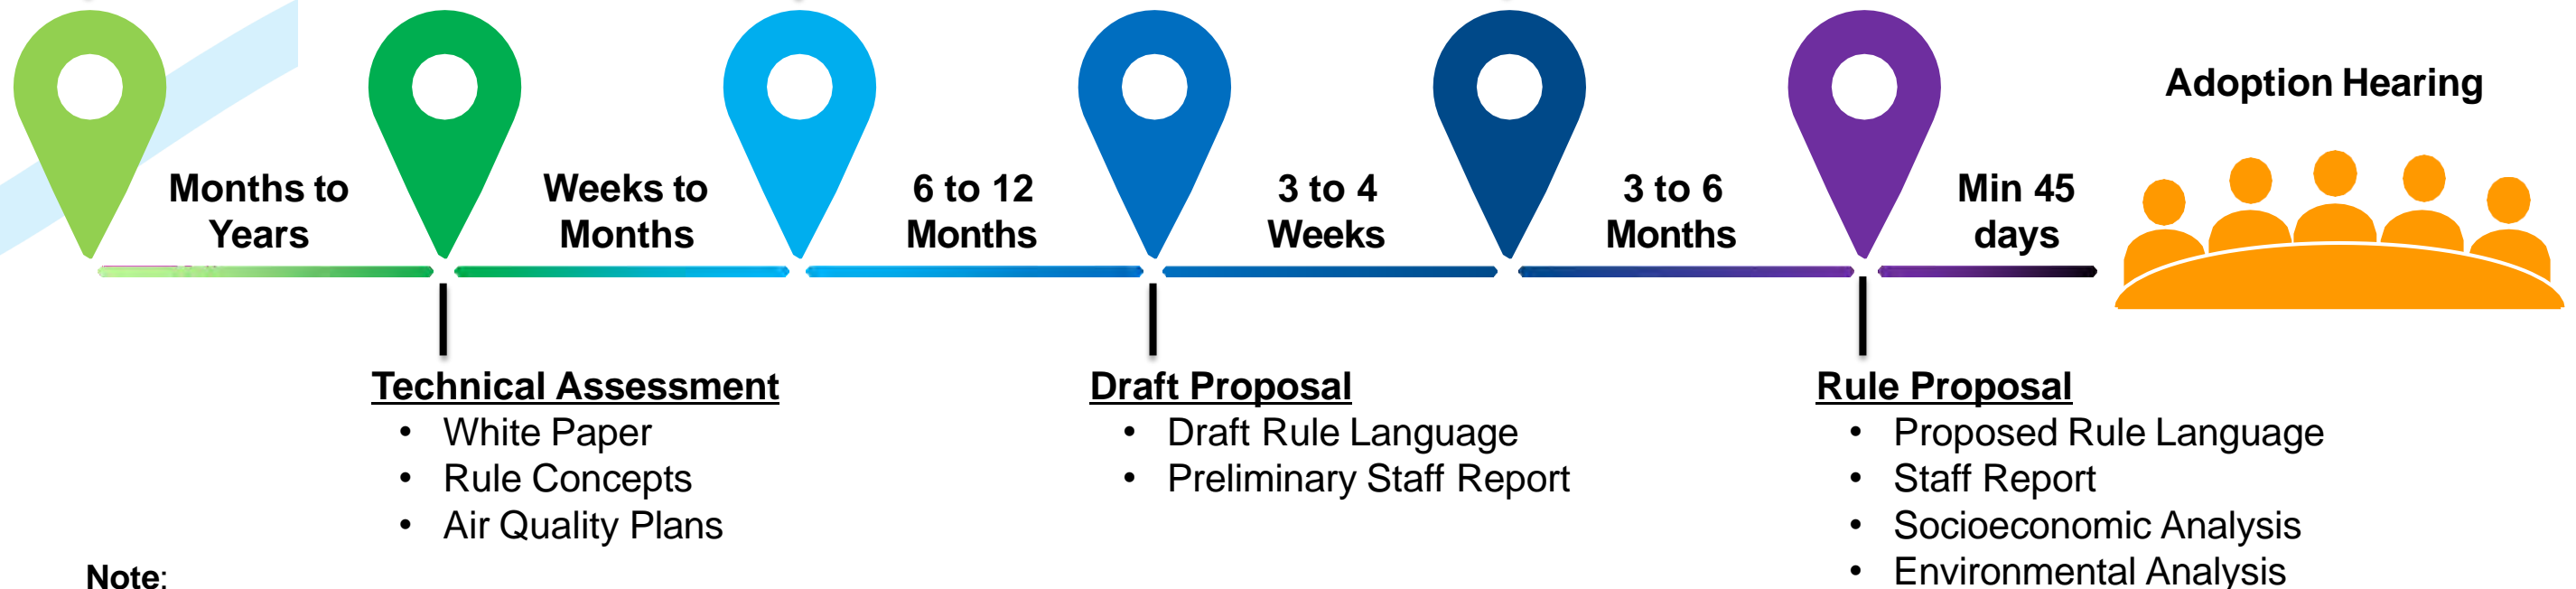 Adoption Hearing
Months to
Years
Weeks to
Months
6 to 12
Months
3 to 4
Weeks
3 to 6
Months
Min 45
days
Technical Assessment
• White Paper
• Rule Concepts
• Air Quality Plans
Draft Proposal
• Draft Rule Language
• Preliminary Staff Report
Rule Proposal
• Proposed Rule Language
• Staff Report
• Socioeconomic Analysis
• Environmental Analysis
Note: